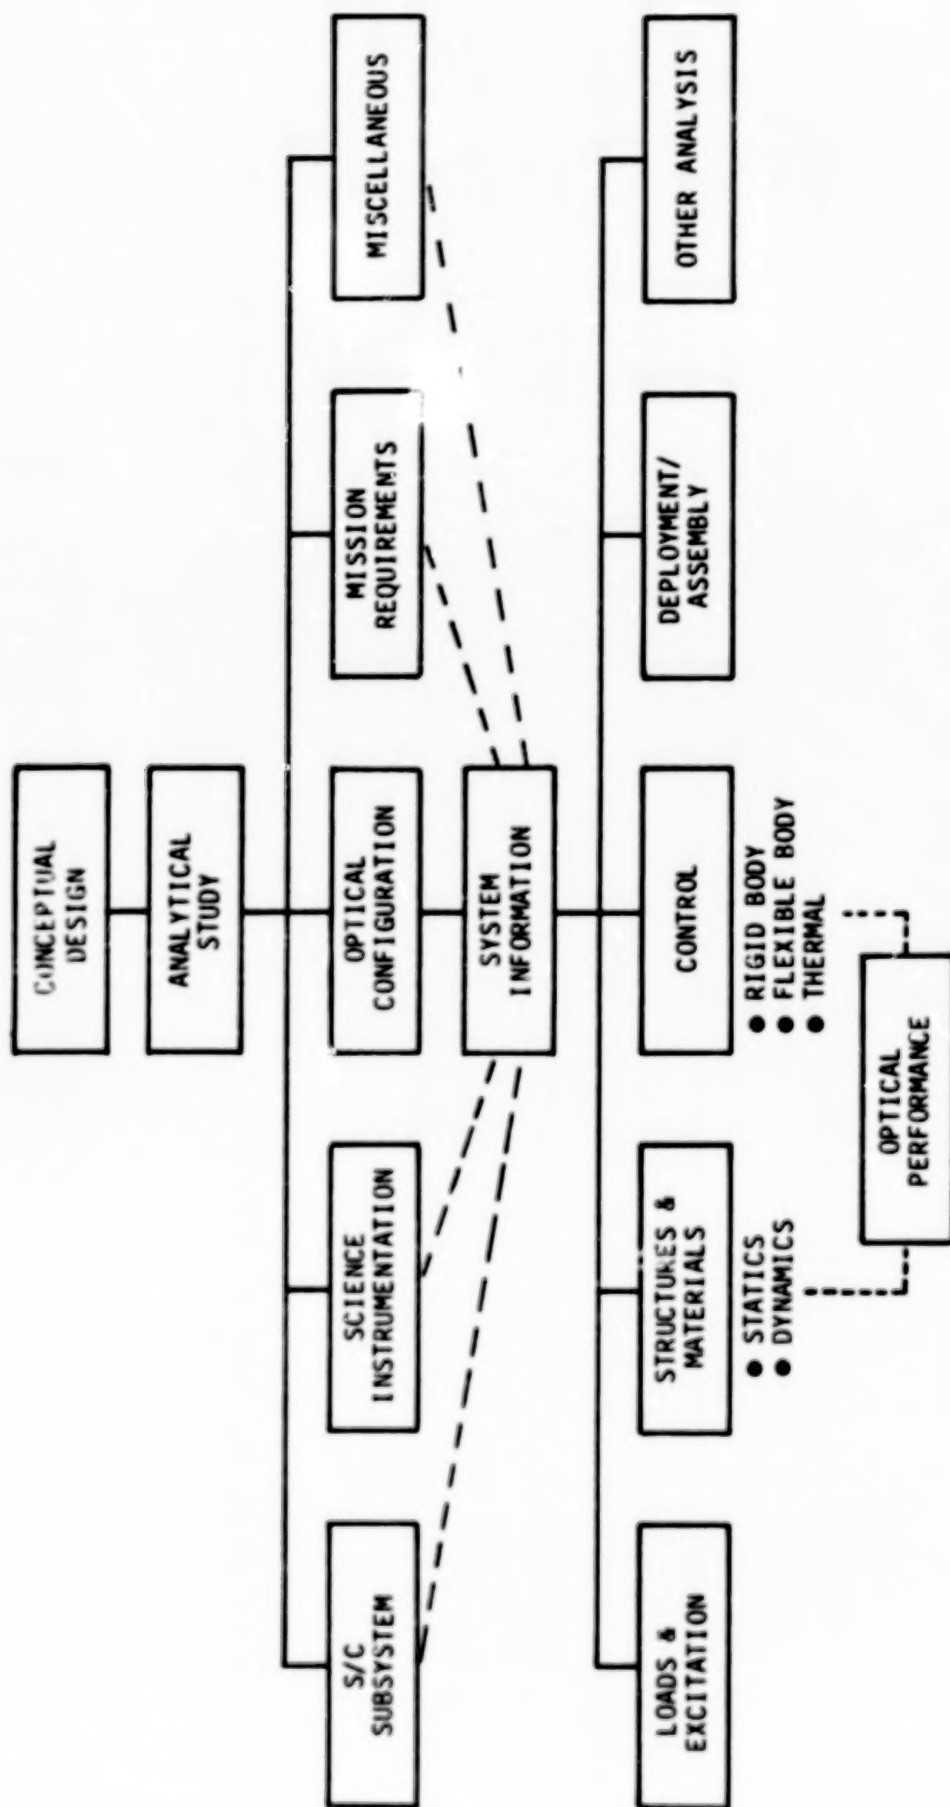 CONCEPTUAL
DESIGN
ANALYTICAL
STUDY
S/C
SUBSYSTEM
SCIENCE
INSTRUMENTATION
OPTICAL
CONFIGURATION
MISSION
REQUIREMENTS
MISCELLANEOUS
SYSTEM
INFORMATION
LOADS &
EXCITATION
STRUCTURES &
MATERIALS
CONTROL
DEPLOYMENT/
ASSEMBLY
OTHER ANALYSIS
● STATICS
● DYNAMICS
● RIGID BODY
● FLEXIBLE BODY
● THERMAL
OPTICAL
PERFORMANCE